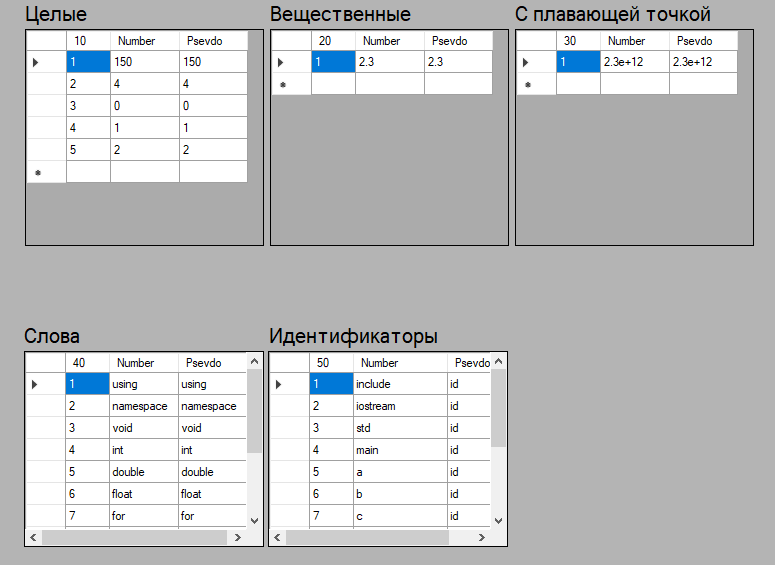 Целые Вещественные С плавающей точкой
10 Number Psevdo 20 Number Psevdo 30 Number Psevdo
1 150 150 1 2.3 2.3 1 2.3e+12 2.3e+12
2 4 4
3 0 0
4 1 1
5 2 2
Слова Идентификаторы
40 Number Psevdo 50 Number Psevdo
1 using using 1 include id
2 namespace namespace 2 iostream id
3 void void 3 std id
4 int int 4 main id
5 double double 5 a id
6 float float 6 b id
7 for for 7 c id